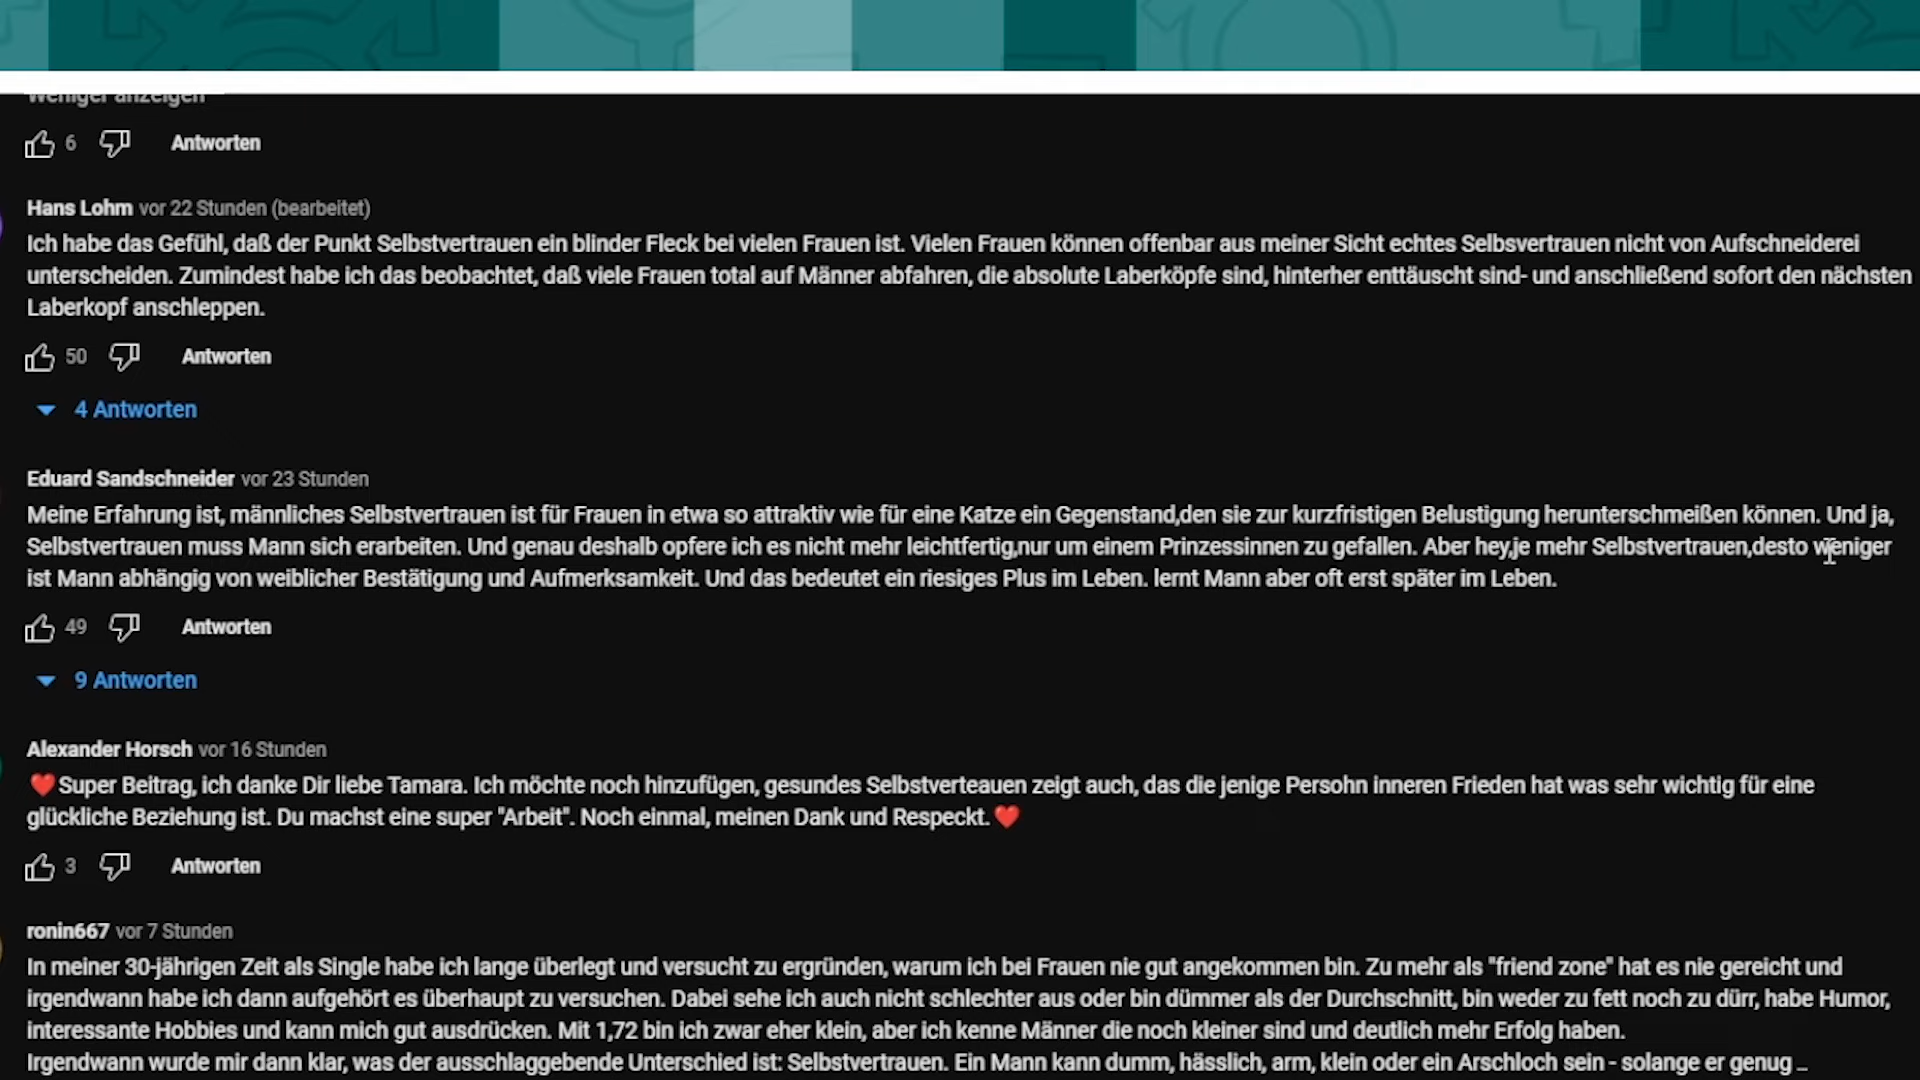 Weniger anzeigen
6 Antworten
Hans Lohm vor 22 Stunden (bearbeitet)
Ich habe das Gefühl, daß der Punkt Selbstvertrauen ein blinder Fleck bei vielen Frauen ist. Vielen Frauen können offenbar aus meiner Sicht echtes Selbsvertrauen nicht von Aufschneiderei
unterscheiden. Zumindest habe ich das beobachtet, daß viele Frauen total auf Männer abfahren, die absolute Laberköpfe sind, hinterher enttäuscht sind- und anschließend sofort den nächsten
Laberkopf anschleppen.
50 Antworten
4 Antworten
Eduard Sandschneider vor 23 Stunden
Meine Erfahrung ist, männliches Selbstvertrauen ist für Frauen in etwa so attraktiv wie für eine Katze ein Gegenstand,den sie zur kurzfristigen Belustigung herunterschmeißen können. Und ja,
Selbstvertrauen muss Mann sich erarbeiten. Und genau deshalb opfere ich es nicht mehr leichtfertig,nur um einem Prinzessinnen zu gefallen. Aber hey,je mehr Selbstvertrauen,desto weniger
ist Mann abhängig von weiblicher Bestätigung und Aufmerksamkeit. Und das bedeutet ein riesiges Plus im Leben. lernt Mann aber oft erst später im Leben.
49 Antworten
9 Antworten
Alexander Horsch vor 16 Stunden
❤️Super Beitrag, ich danke Dir liebe Tamara. Ich möchte noch hinzufügen, gesundes Selbstverteauen zeigt auch, das die jenige Persohn inneren Frieden hat was sehr wichtig für eine
glückliche Beziehung ist. Du machst eine super "Arbeit". Noch einmal, meinen Dank und Respeckt.❤️
3 Antworten
ronin667 vor 7 Stunden
In meiner 30-jährigen Zeit als Single habe ich lange überlegt und versucht zu ergründen, warum ich bei Frauen nie gut angekommen bin. Zu mehr als "friend zone" hat es nie gereicht und
irgendwann habe ich dann aufgehört es überhaupt zu versuchen. Dabei sehe ich auch nicht schlechter aus oder bin dümmer als der Durchschnitt, bin weder zu fett noch zu dürr, habe Humor,
interessante Hobbies und kann mich gut ausdrücken. Mit 1,72 bin ich zwar eher klein, aber ich kenne Männer die noch kleiner sind und deutlich mehr Erfolg haben.
Irgendwann wurde mir dann klar, was der ausschlaggebende Unterschied ist: Selbstvertrauen. Ein Mann kann dumm, hässlich, arm, klein oder ein Arschloch sein - solange er genug ...